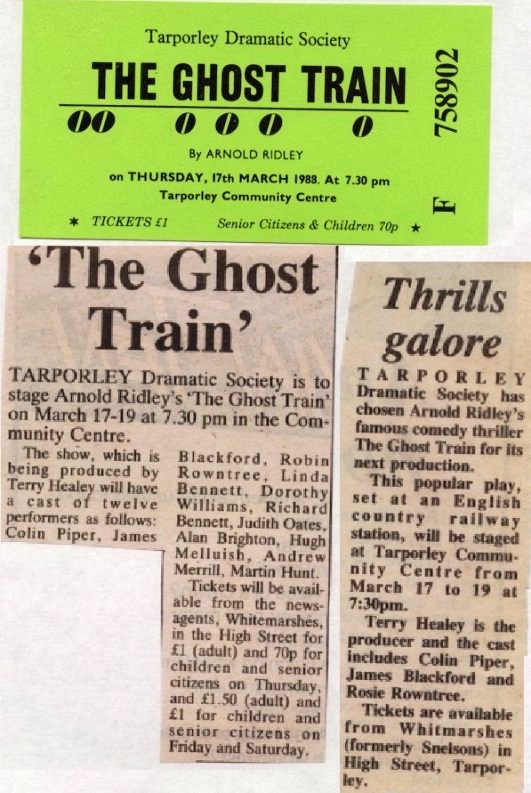 Tarporley Dramatic Society
THE GHOST TRAIN
By ARNOLD RIDLEY
on THURSDAY, 17th MARCH 1988. At 7.30 pm
Tarporley Community Centre
* TICKETS £1 Senior Citizens & Children 70p ★
F 758902
'The Ghost
Train'
TARPORLEY Dramatic Society is to
stage Arnold Ridley's 'The Ghost Train'
on March 17-19 at 7.30 pm in the Com-
munity Centre.
The show, which is
being produced by
Terry Healey will have
a cast of twelve
performers as follows:
Colin Piper, James
Blackford, Robin
Rowntree, Linda
Bennett, Dorothy
Williams, Richard
Bennett, Judith Oates,
Alan Brighton, Hugh
Melluish, Andrew
Merrill, Martin Hunt.
Tickets will be avail-
able from the news-
agents, Whitemarshes,
in the High Street for
£1 (adult) and 70p for
children and senior
citizens on Thursday,
and £1.50 (adult) and
£1 for children and
senior citizens on
Friday and Saturday.
Thrills
galore
TARPORLEY
Dramatic Society has
chosen Arnold Ridley's
famous comedy thriller
The Ghost Train for its
next production.
This popular play,
set at an English
country railway
station, will be staged
at Tarporley Commu-
nity Centre from
March 17 to 19 at
7:30pm.
Terry Healey is the
producer and the cast
includes Colin Piper,
James Blackford and
Rosie Rowntree.
Tickets are available
from Whitmarshes
(formerly Snelsons) in
High Street, Tarpor-
ley.